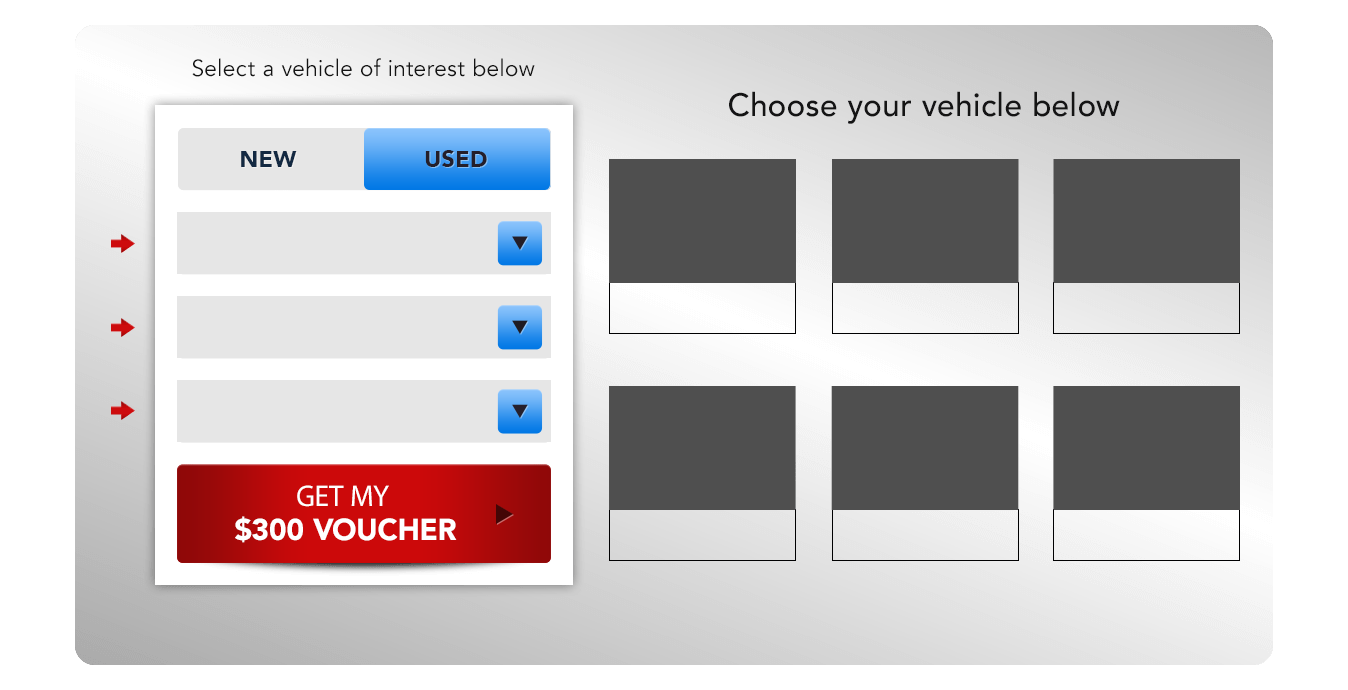 Select a vehicle of interest below
Choose your vehicle below
NEW
USED
GET MY
$300 VOUCHER